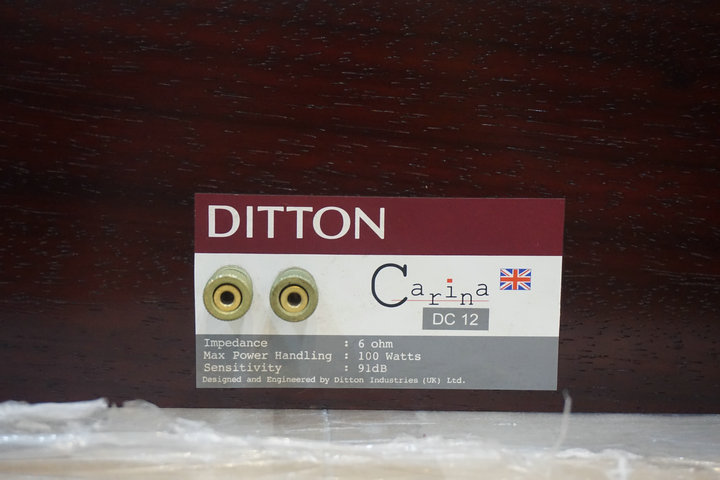 DITTON
Carina
DC 12
Impedance : 6 ohm
Max Power Handling : 100 Watts
Sensitivity : 91dB
Designed and Engineered by Ditton Industries (UK) Ltd.